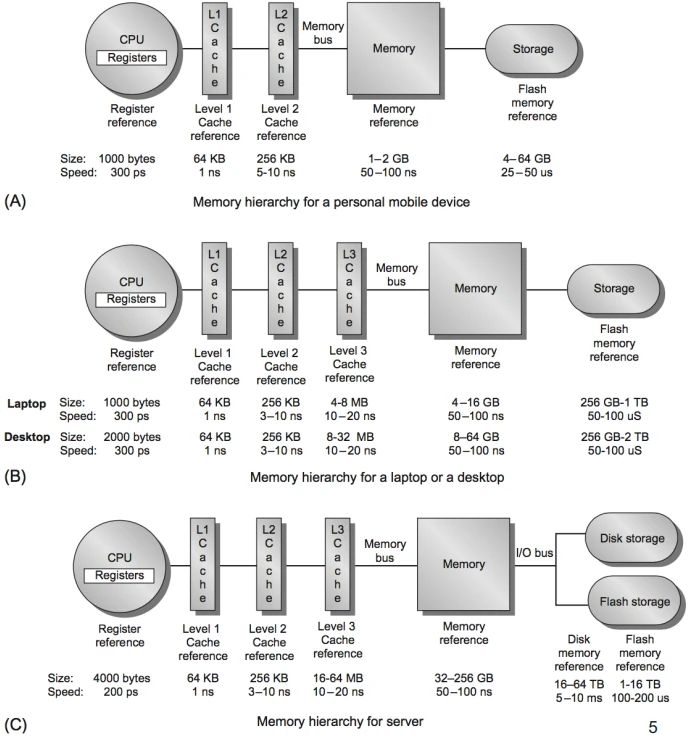 CPU
Registers
L1 Cache
L2 Cache
Memory bus
Memory
Storage
Register reference
Level 1 Cache reference
Level 2 Cache reference
Memory reference
Flash memory reference
Size: 1000 bytes 64 KB 256 KB 1–2 GB 4–64 GB
Speed: 300 ps 1 ns 5-10 ns 50–100 ns 25–50 us
(A) Memory hierarchy for a personal mobile device
CPU
Registers
L1 Cache
L2 Cache
L3 Cache
Memory bus
Memory
Storage
Register reference
Level 1 Cache reference
Level 2 Cache reference
Level 3 Cache reference
Memory reference
Flash memory reference
Laptop Size: 1000 bytes 64 KB 256 KB 4-8 MB 4–16 GB 256 GB-1 TB
Speed: 300 ps 1 ns 3–10 ns 10–20 ns 50–100 ns 50-100 uS
Desktop Size: 2000 bytes 64 KB 256 KB 8-32 MB 8–64 GB 256 GB-2 TB
Speed: 300 ps 1 ns 3–10 ns 10–20 ns 50–100 ns 50-100 uS
(B) Memory hierarchy for a laptop or a desktop
CPU
Registers
L1 Cache
L2 Cache
L3 Cache
Memory bus
Memory
I/O bus
Disk storage
Flash storage
Register reference
Level 1 Cache reference
Level 2 Cache reference
Level 3 Cache reference
Memory reference
Disk memory reference
Flash memory reference
Size: 4000 bytes 64 KB 256 KB 16-64 MB 32–256 GB 16–64 TB 1-16 TB
Speed: 200 ps 1 ns 3–10 ns 10–20 ns 50–100 ns 5–10 ms 100-200 us
(C) Memory hierarchy for server
5